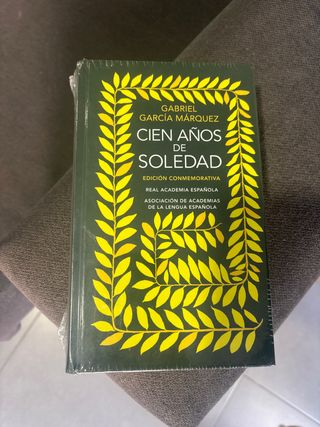 GABRIEL
GARCÍA MÁRQUEZ
CIEN AÑOS
DE
SOLEDAD
EDICIÓN CONMEMORATIVA
REAL ACADEMIA ESPAÑOLA
ASOCIACIÓN DE ACADEMIAS
DE LA LENGUA ESPAÑOLA